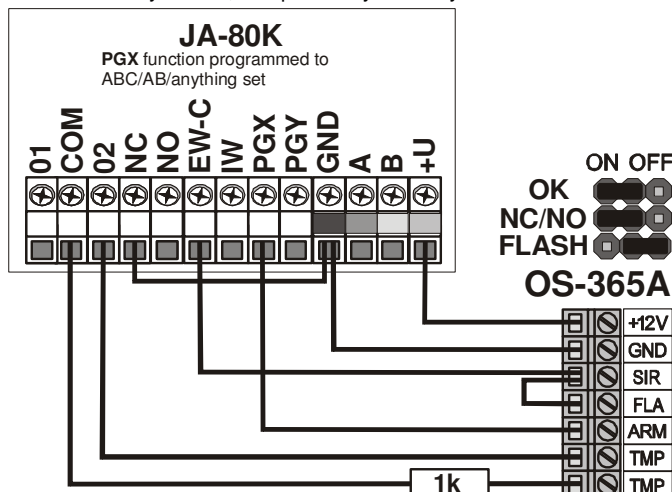 JA-80K
PGX function programmed to
ABC/AB/anything set
01
COM
02
NC
NO
EW-C
IW
PGX
PGY
GND
A
B
+U
ON OFF
OK
NC/NO
FLASH
OS-365A
+12V
GND
SIR
FLA
ARM
TMP
1k
TMP